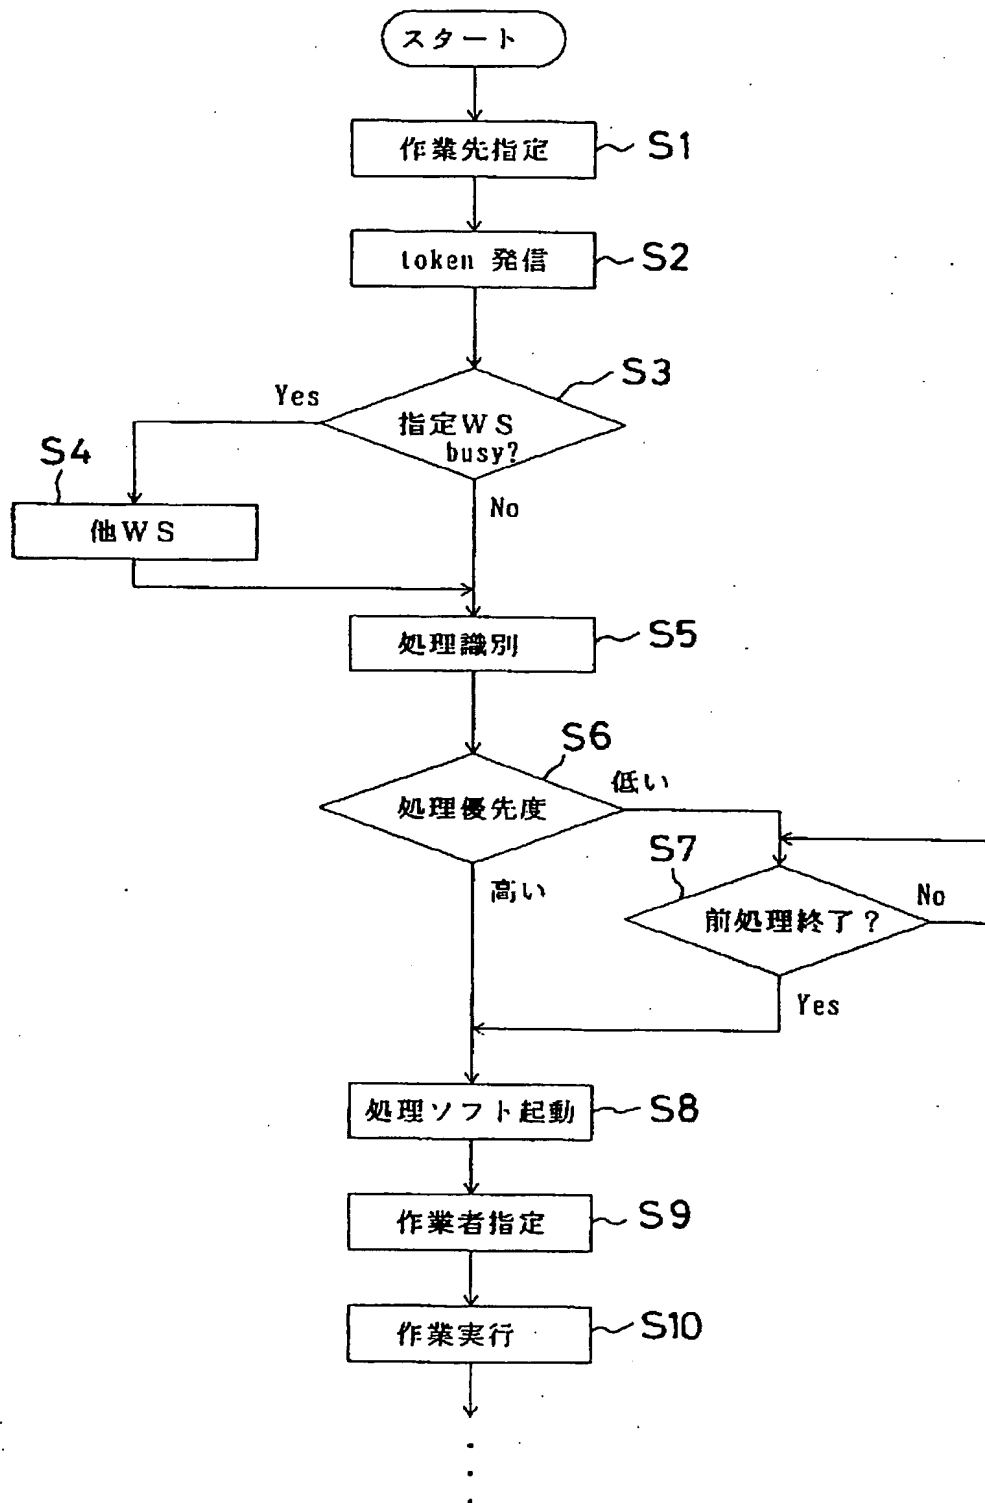 スタート
作業先指定 S1
token 発信 S2
S3
Yes
指定WS
busy?
S4
No
他WS
処理識別 S5
S6
低い
処理優先度
S7
高い
No
前処理終了?
Yes
処理ソフト起動 S8
作業者指定 S9
作業実行 S10